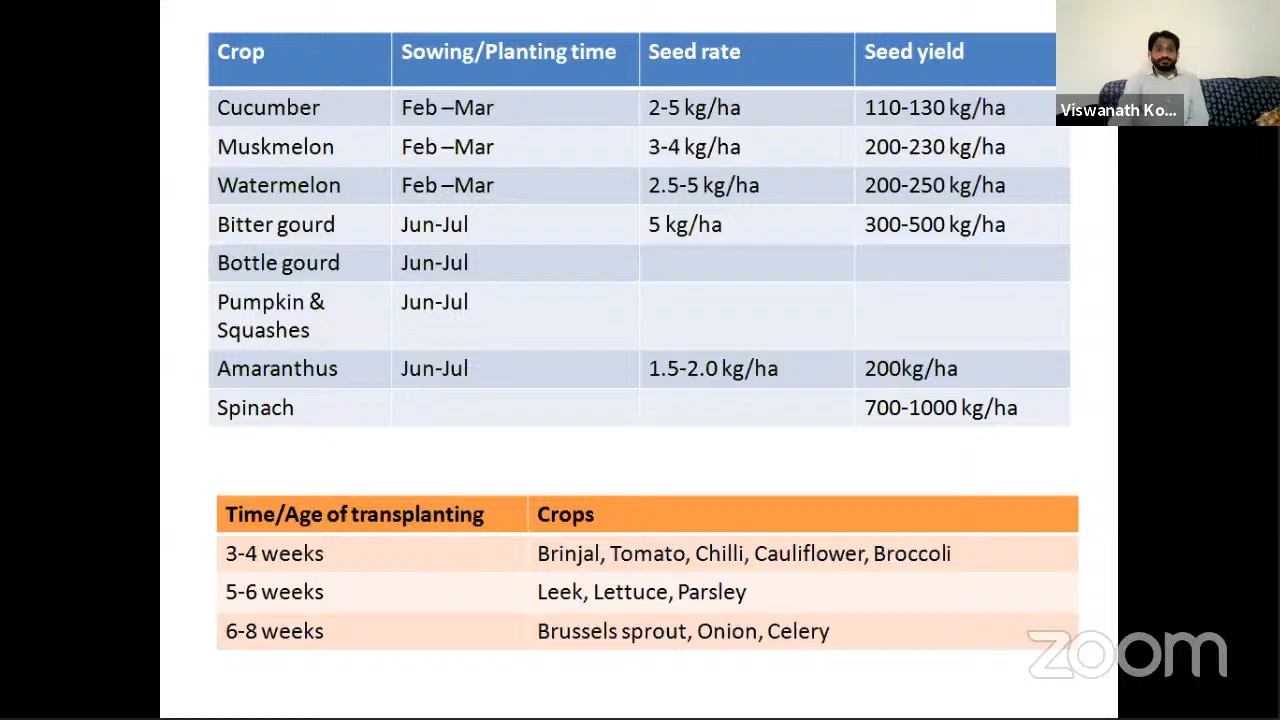 Crop Sowing/Planting time Seed rate Seed yield
Cucumber Feb –Mar 2-5 kg/ha 110-130 kg/ha
Muskmelon Feb –Mar 3-4 kg/ha 200-230 kg/ha
Watermelon Feb –Mar 2.5-5 kg/ha 200-250 kg/ha
Bitter gourd Jun-Jul 5 kg/ha 300-500 kg/ha
Bottle gourd Jun-Jul
Pumpkin & Jun-Jul
Squashes
Amaranthus Jun-Jul 1.5-2.0 kg/ha 200kg/ha
Spinach 700-1000 kg/ha
Time/Age of transplanting Crops
3-4 weeks Brinjal, Tomato, Chilli, Cauliflower, Broccoli
5-6 weeks Leek, Lettuce, Parsley
6-8 weeks Brussels sprout, Onion, Celery
Viswanath Ko...
zoom